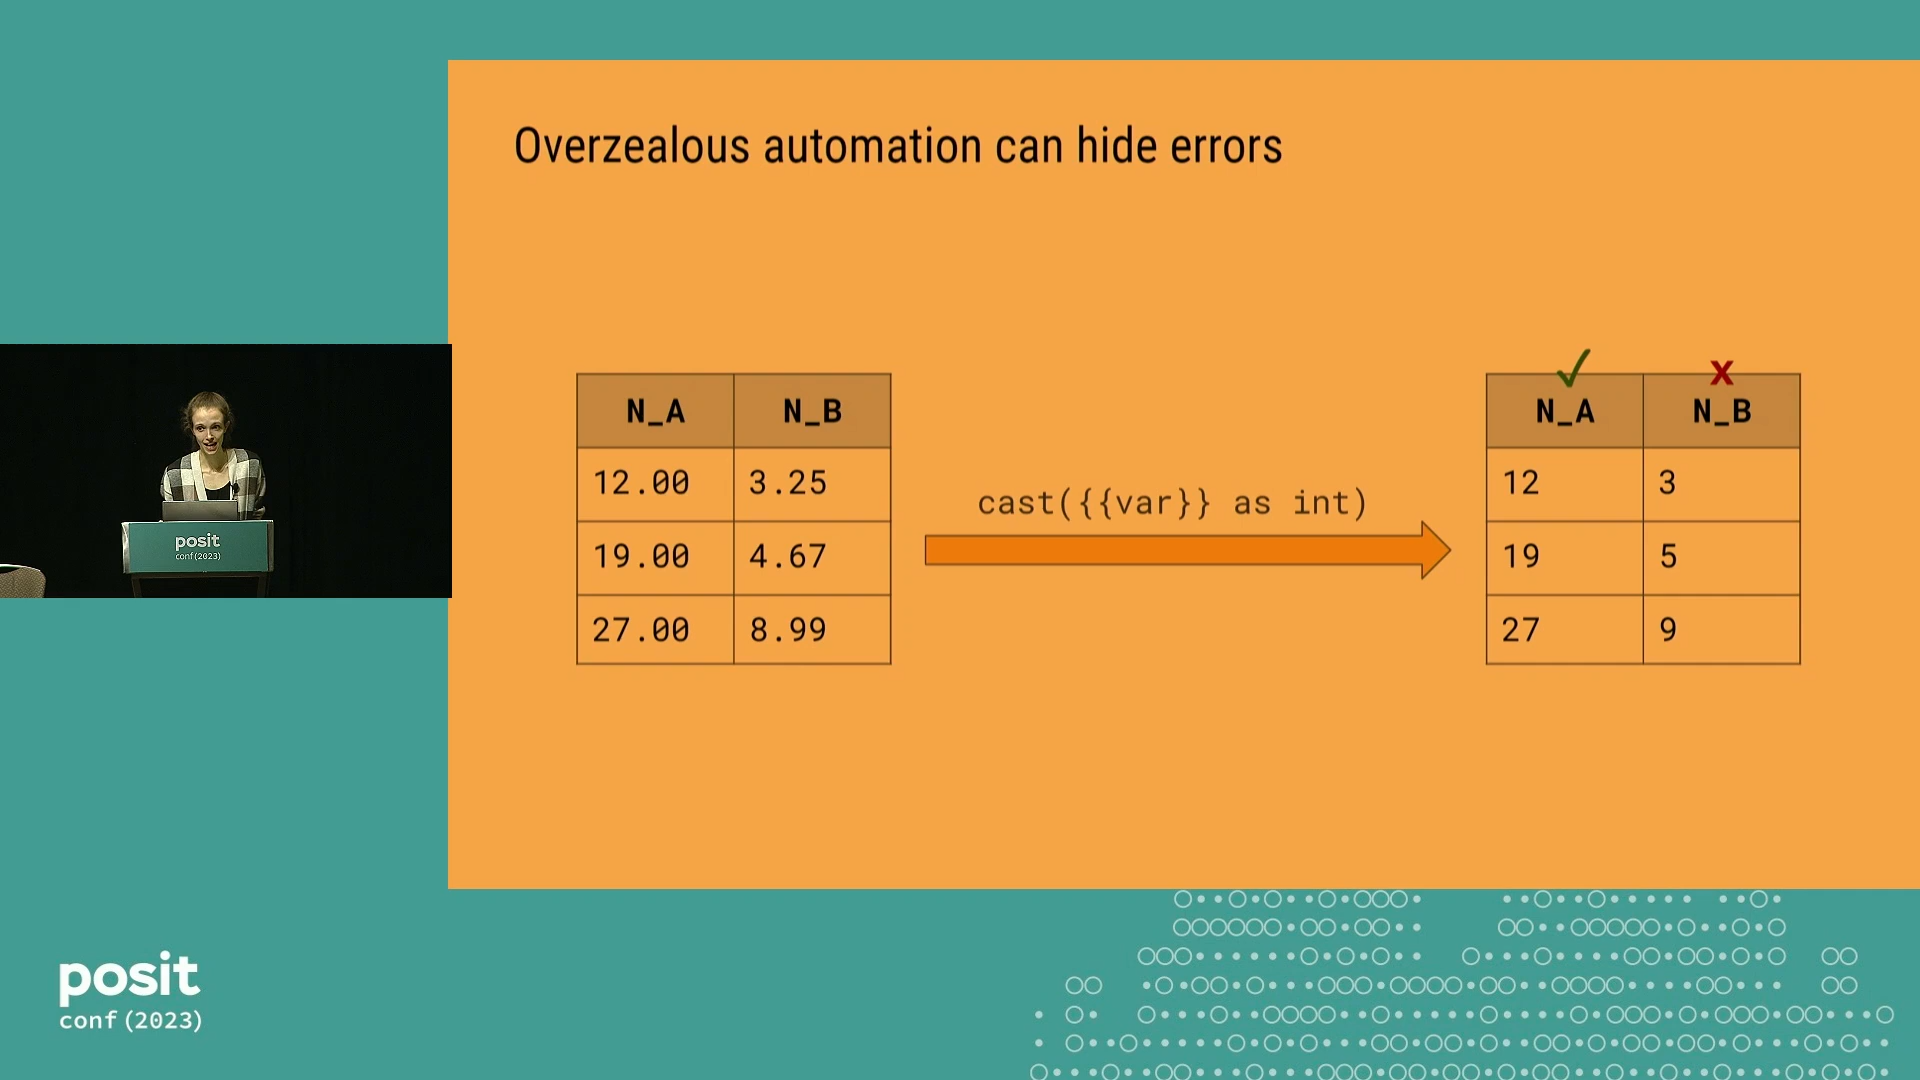 Overzealous automation can hide errors
N_A N_B
12.00 3.25
19.00 4.67
27.00 8.99
cast({{var}} as int)
✓ X
N_A N_B
12 3
19 5
27 9
posit
conf(2023)
posit
conf(2023)